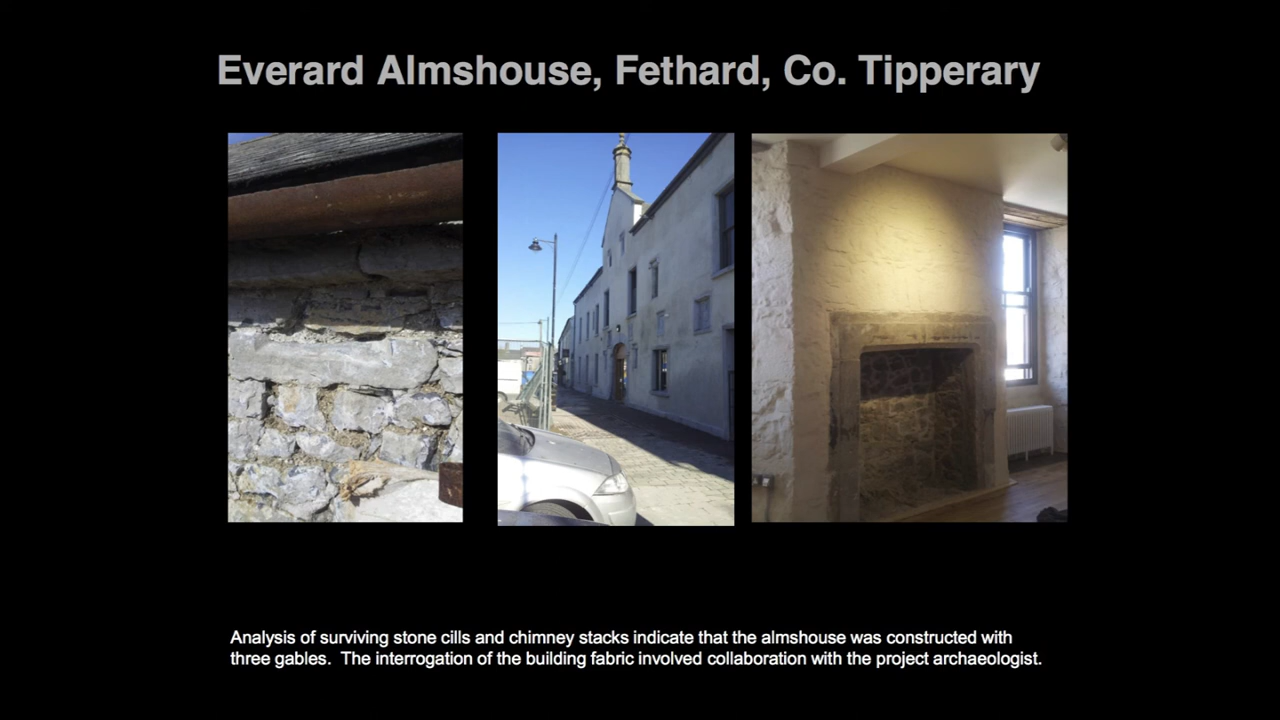 Everard Almshouse, Fethard, Co. Tipperary
Analysis of surviving stone cills and chimney stacks indicate that the almshouse was constructed with
three gables.  The interrogation of the building fabric involved collaboration with the project archaeologist.